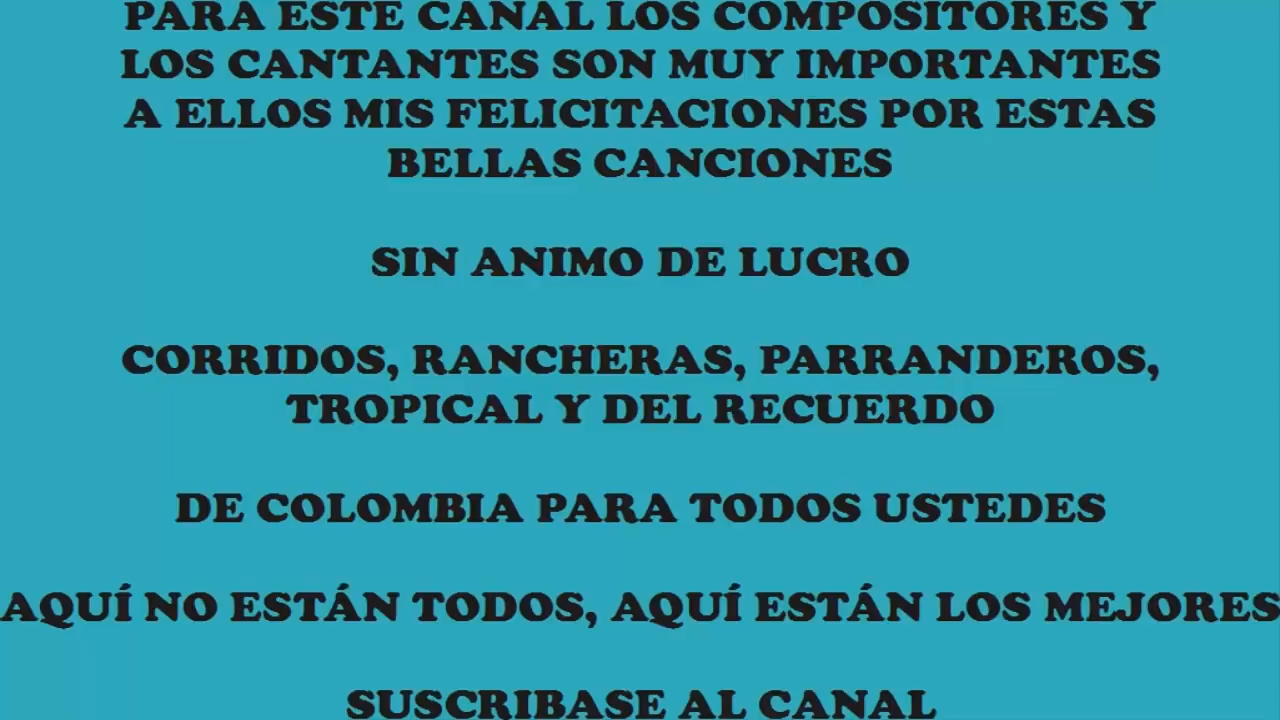 PARA ESTE CANAL LOS COMPOSITORES Y
LOS CANTANTES SON MUY IMPORTANTES
A ELLOS MIS FELICITACIONES POR ESTAS
BELLAS CANCIONES
SIN ANIMO DE LUCRO
CORRIDOS, RANCHERAS, PARRANDEROS,
TROPICAL Y DEL RECUERDO
DE COLOMBIA PARA TODOS USTEDES
AQUÍ NO ESTÁN TODOS, AQUÍ ESTÁN LOS MEJORES
SUSCRIBASE AL CANAL